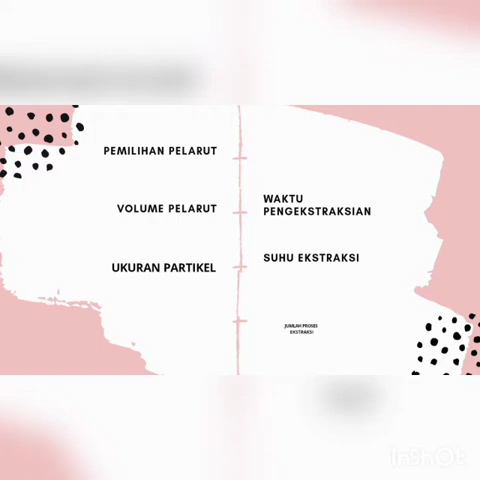 PEMILIHAN PELARUT
VOLUME PELARUT
UKURAN PARTIKEL
WAKTU
PENGEKSTRAKSIAN
SUHU EKSTRAKSI
JUMLAH PROSES
EKSTRAKSI
InShOt